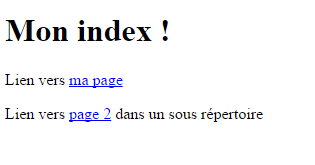 Mon index !
Lien vers ma page
Lien vers page 2 dans un sous répertoire